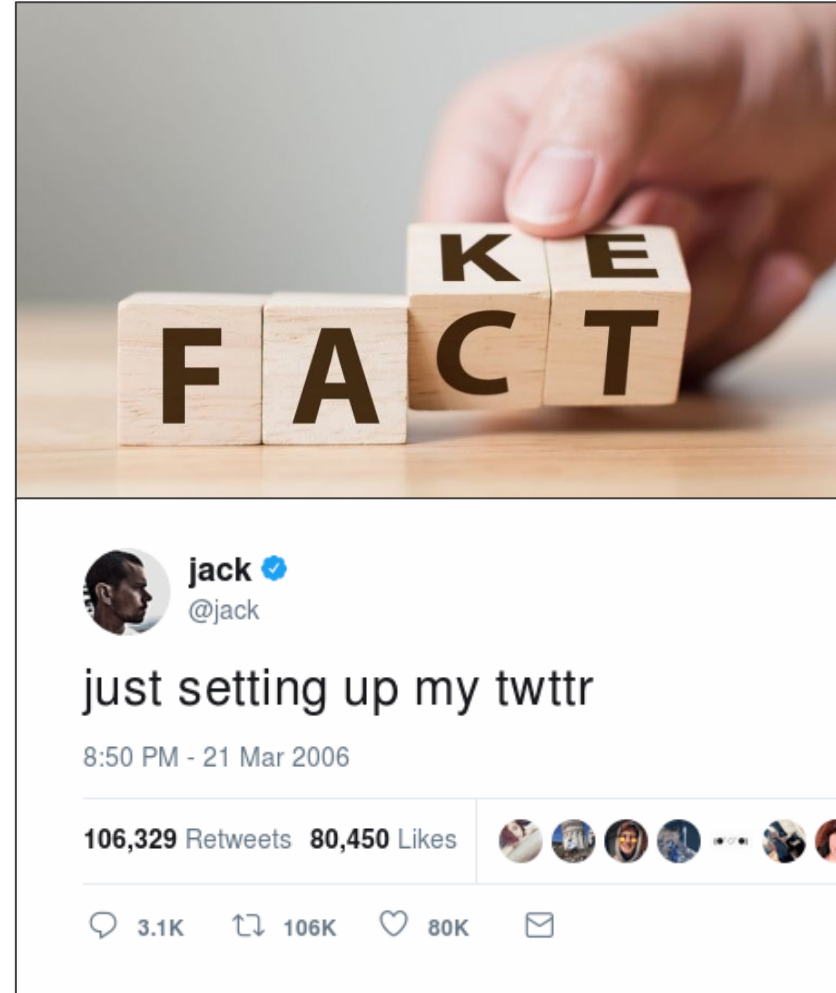 K E
F A C T
jack
@jack
just setting up my twttr
8:50 PM - 21 Mar 2006
106,329 Retweets 80,450 Likes
3.1K 106K 80K